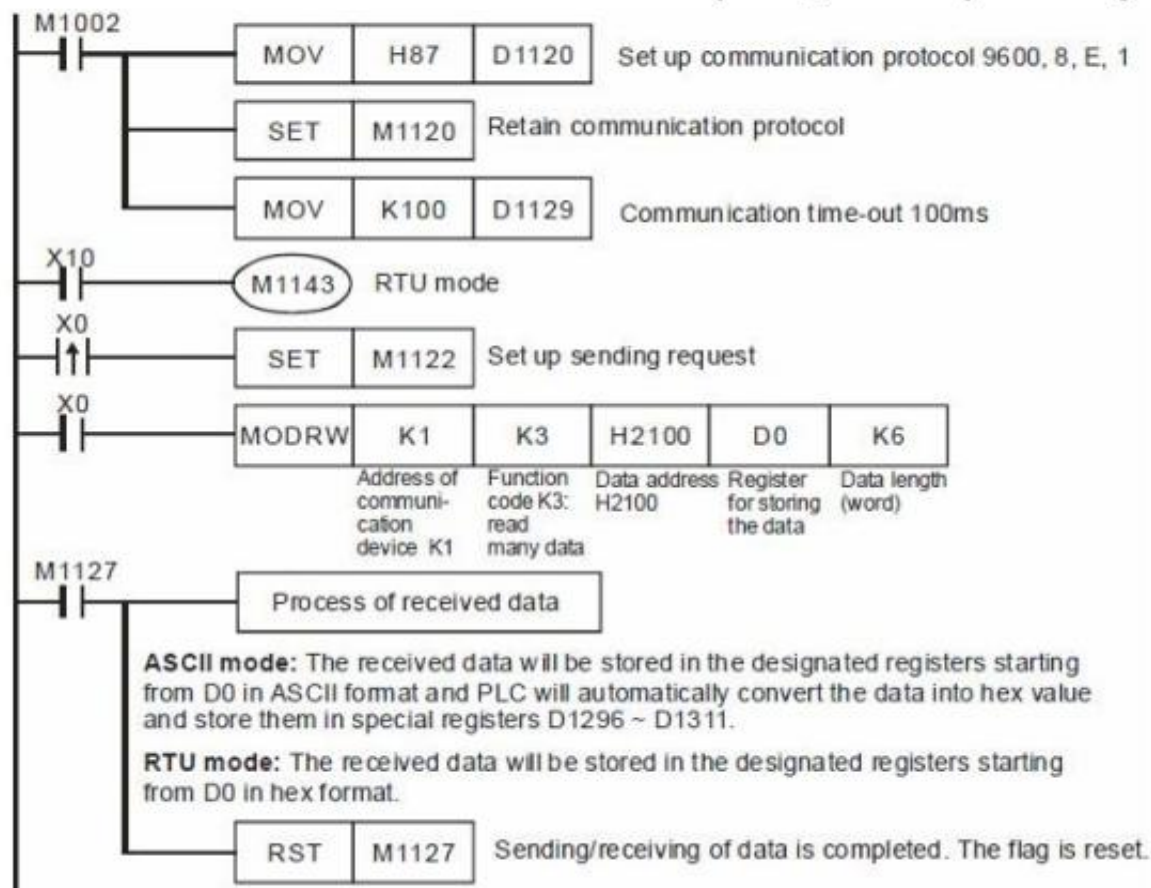 M1002
MOV H87 D1120 Set up communication protocol 9600, 8, E, 1
SET M1120 Retain communication protocol
MOV K100 D1129 Communication time-out 100ms
X10
M1143 RTU mode
X0
SET M1122 Set up sending request
X0
MODRW K1 K3 H2100 D0 K6
Address of Function Data address Register Data length
communi- code K3: H2100 for storing (word)
cation read the data
device K1 many data
M1127
Process of received data
ASCII mode: The received data will be stored in the designated registers starting
from D0 in ASCII format and PLC will automatically convert the data into hex value
and store them in special registers D1296 ~ D1311.
RTU mode: The received data will be stored in the designated registers starting
from D0 in hex format.
RST M1127 Sending/receiving of data is completed. The flag is reset.